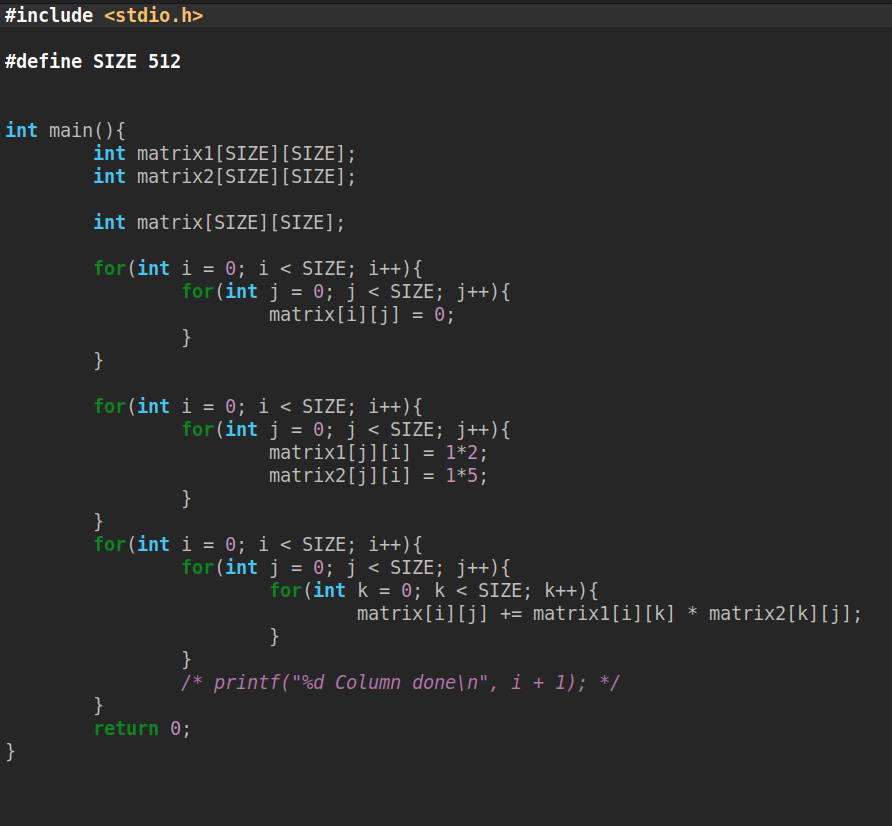 #include <stdio.h>

#define SIZE 512


int main(){
        int matrix1[SIZE][SIZE];
        int matrix2[SIZE][SIZE];

        int matrix[SIZE][SIZE];

        for(int i = 0; i < SIZE; i++){
                for(int j = 0; j < SIZE; j++){
                        matrix[i][j] = 0;
                }
        }

        for(int i = 0; i < SIZE; i++){
                for(int j = 0; j < SIZE; j++){
                        matrix1[j][i] = 1*2;
                        matrix2[j][i] = 1*5;
                }
        }
        for(int i = 0; i < SIZE; i++){
                for(int j = 0; j < SIZE; j++){
                        for(int k = 0; k < SIZE; k++){
                                matrix[i][j] += matrix1[i][k] * matrix2[k][j];
                        }
                }
                /* printf("%d Column done\n", i + 1); */
        }
        return 0;
}